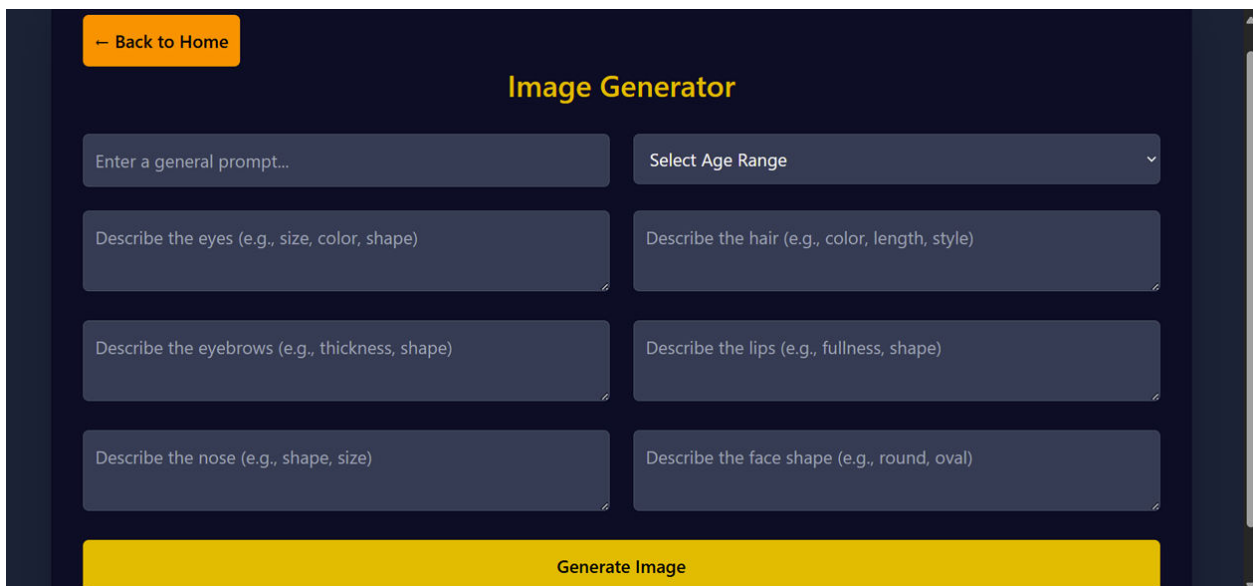 ← Back to Home
Image Generator
Enter a general prompt...
Select Age Range
Describe the eyes (e.g., size, color, shape)
Describe the hair (e.g., color, length, style)
Describe the eyebrows (e.g., thickness, shape)
Describe the lips (e.g., fullness, shape)
Describe the nose (e.g., shape, size)
Describe the face shape (e.g., round, oval)
Generate Image